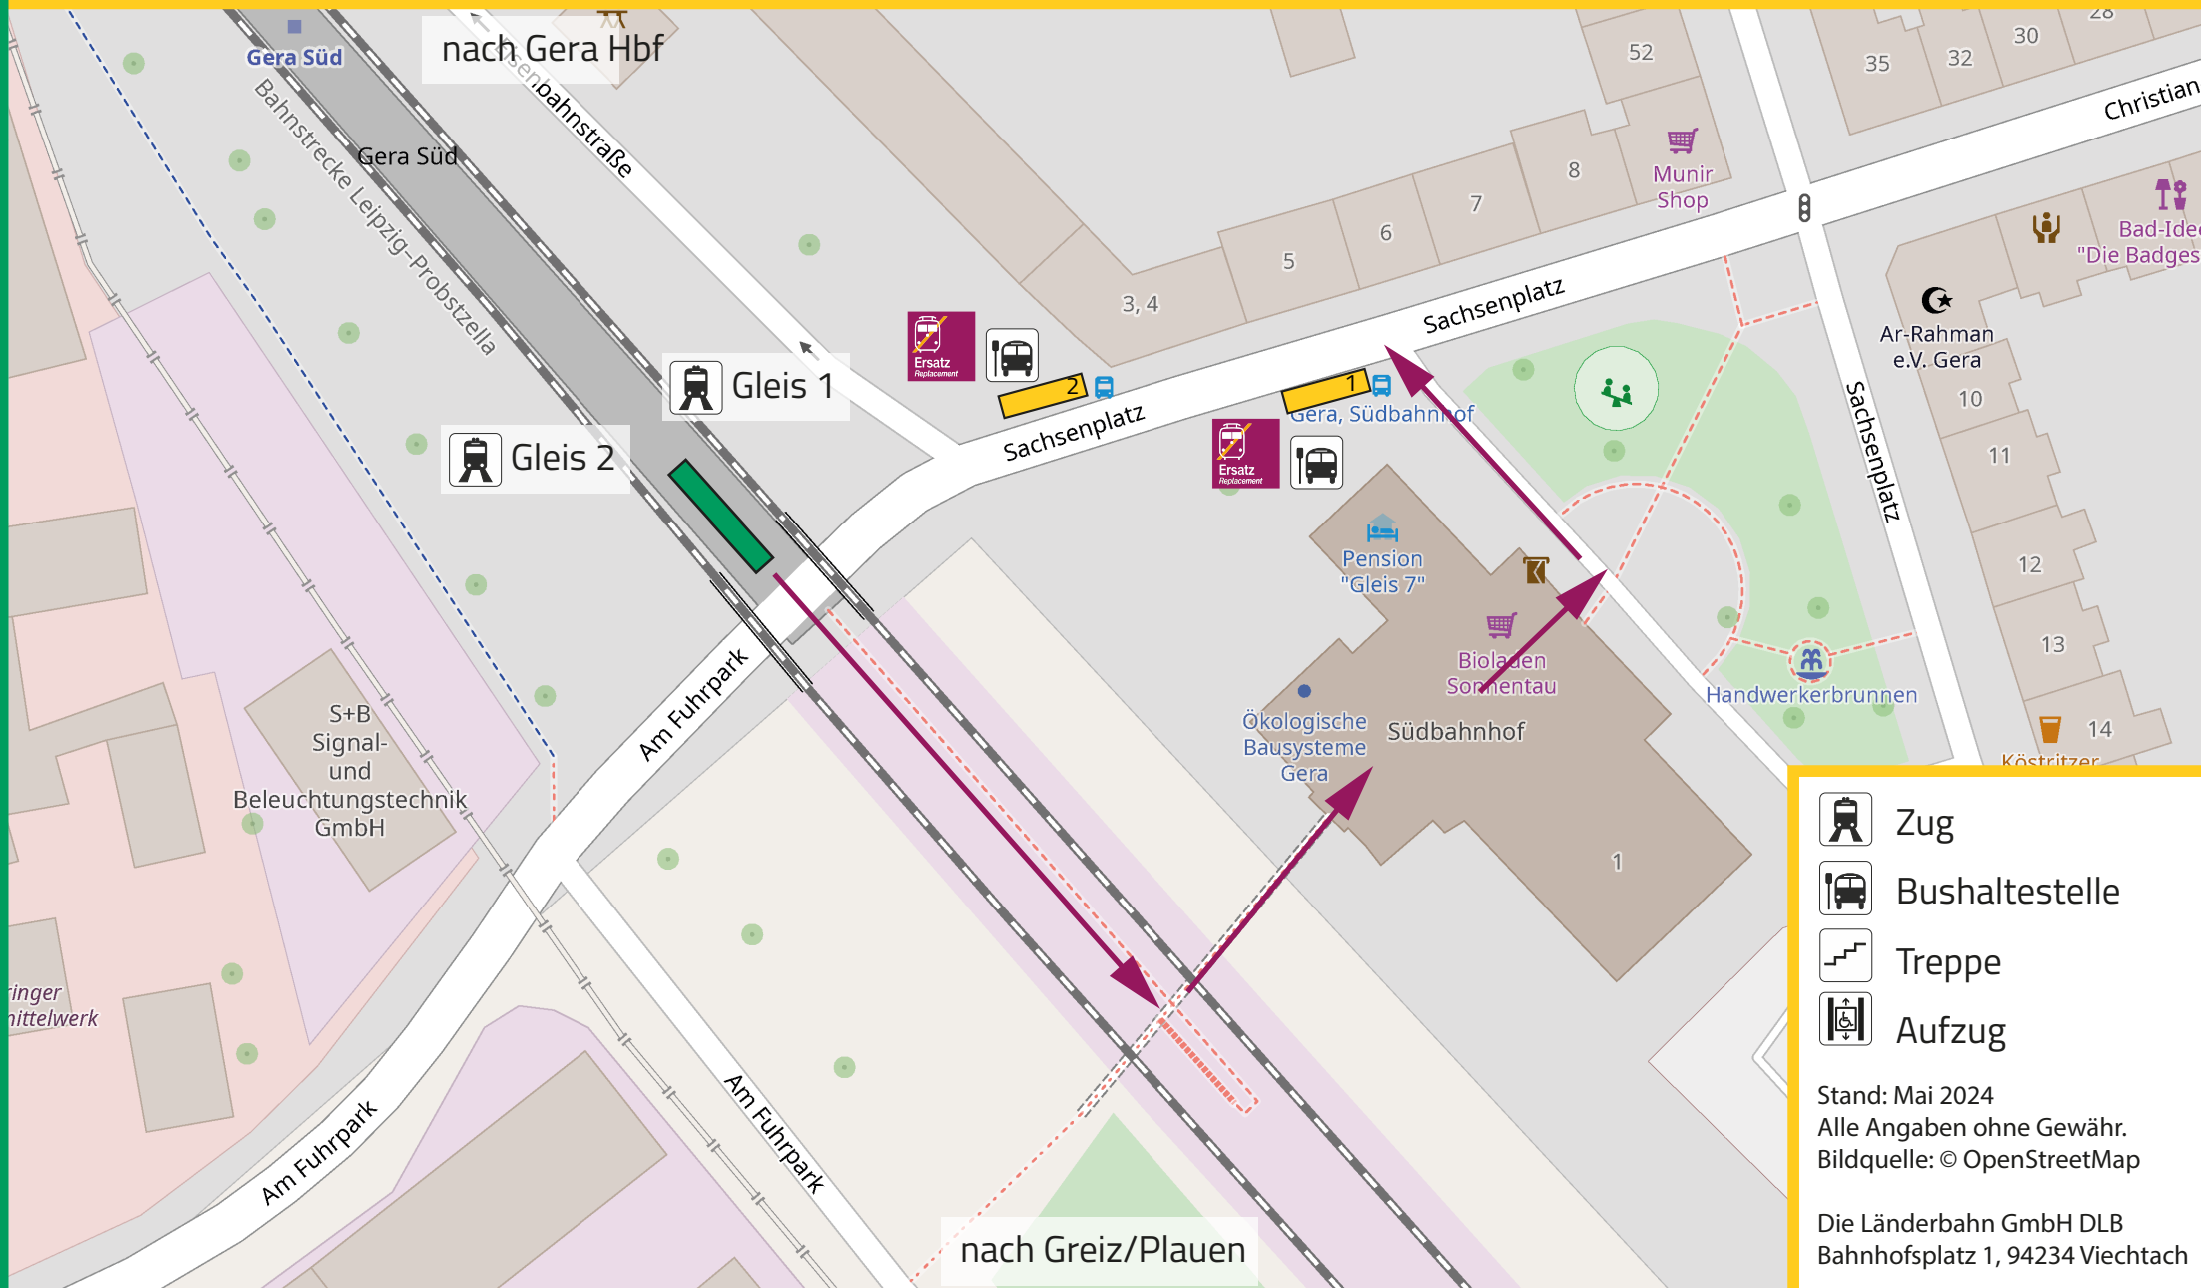 nach Gera Hbf
Gera Süd
Gera Süd
Bahnstrecke Leipzig–Probstzella
Eisenbahnstraße
Gleis 1
Gleis 2
Ersatz
Replacement
2
1
Gera, Südbahnhof
Ersatz
Replacement
Sachsenplatz
Sachsenplatz
Sachsenplatz
Christian
3, 4
5
6
7
8
52
35
32
30
28
Munir
Shop
Bad-Ide
"Die Badges
Ar-Rahman
e.V. Gera
10
11
12
13
14
Köstritzer
Handwerkerbrunnen
Pension
"Gleis 7"
Bioladen
Sonnentau
Ökologische
Bausysteme
Gera
Südbahnhof
1
Am Fuhrpark
Am Fuhrpark
Am Fuhrpark
S+B
Signal-
und
Beleuchtungstechnik
GmbH
ringer
nittelwerk
nach Greiz/Plauen
Zug
Bushaltestelle
Treppe
Aufzug
Stand: Mai 2024
Alle Angaben ohne Gewähr.
Bildquelle: © OpenStreetMap
Die Länderbahn GmbH DLB
Bahnhofsplatz 1, 94234 Viechtach